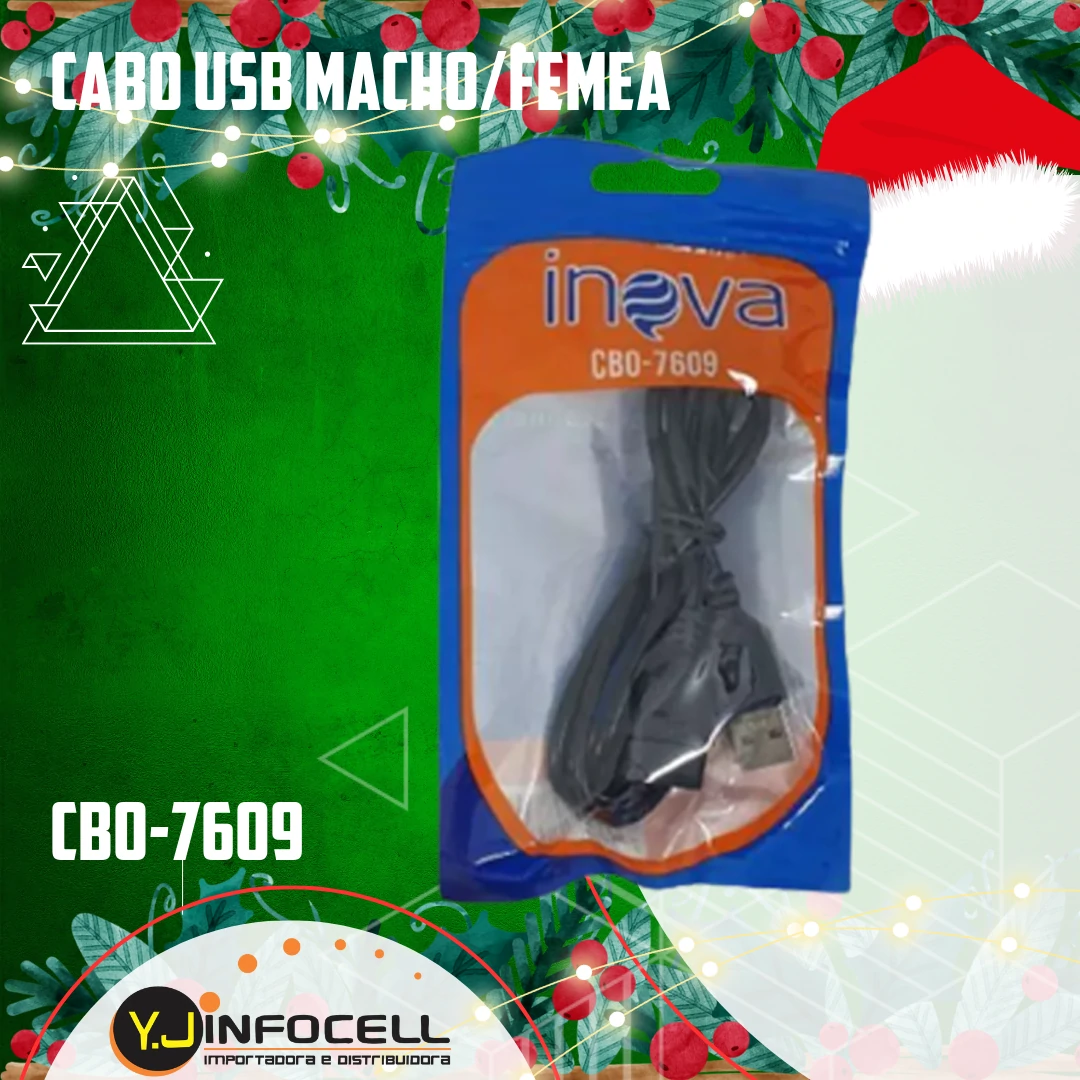 CABO USB MACHO/FEMEA
inova
CBO-7609
CBO-7609
Y.J INFOCELL
IMPORTADORA E DISTRIBUIDORA